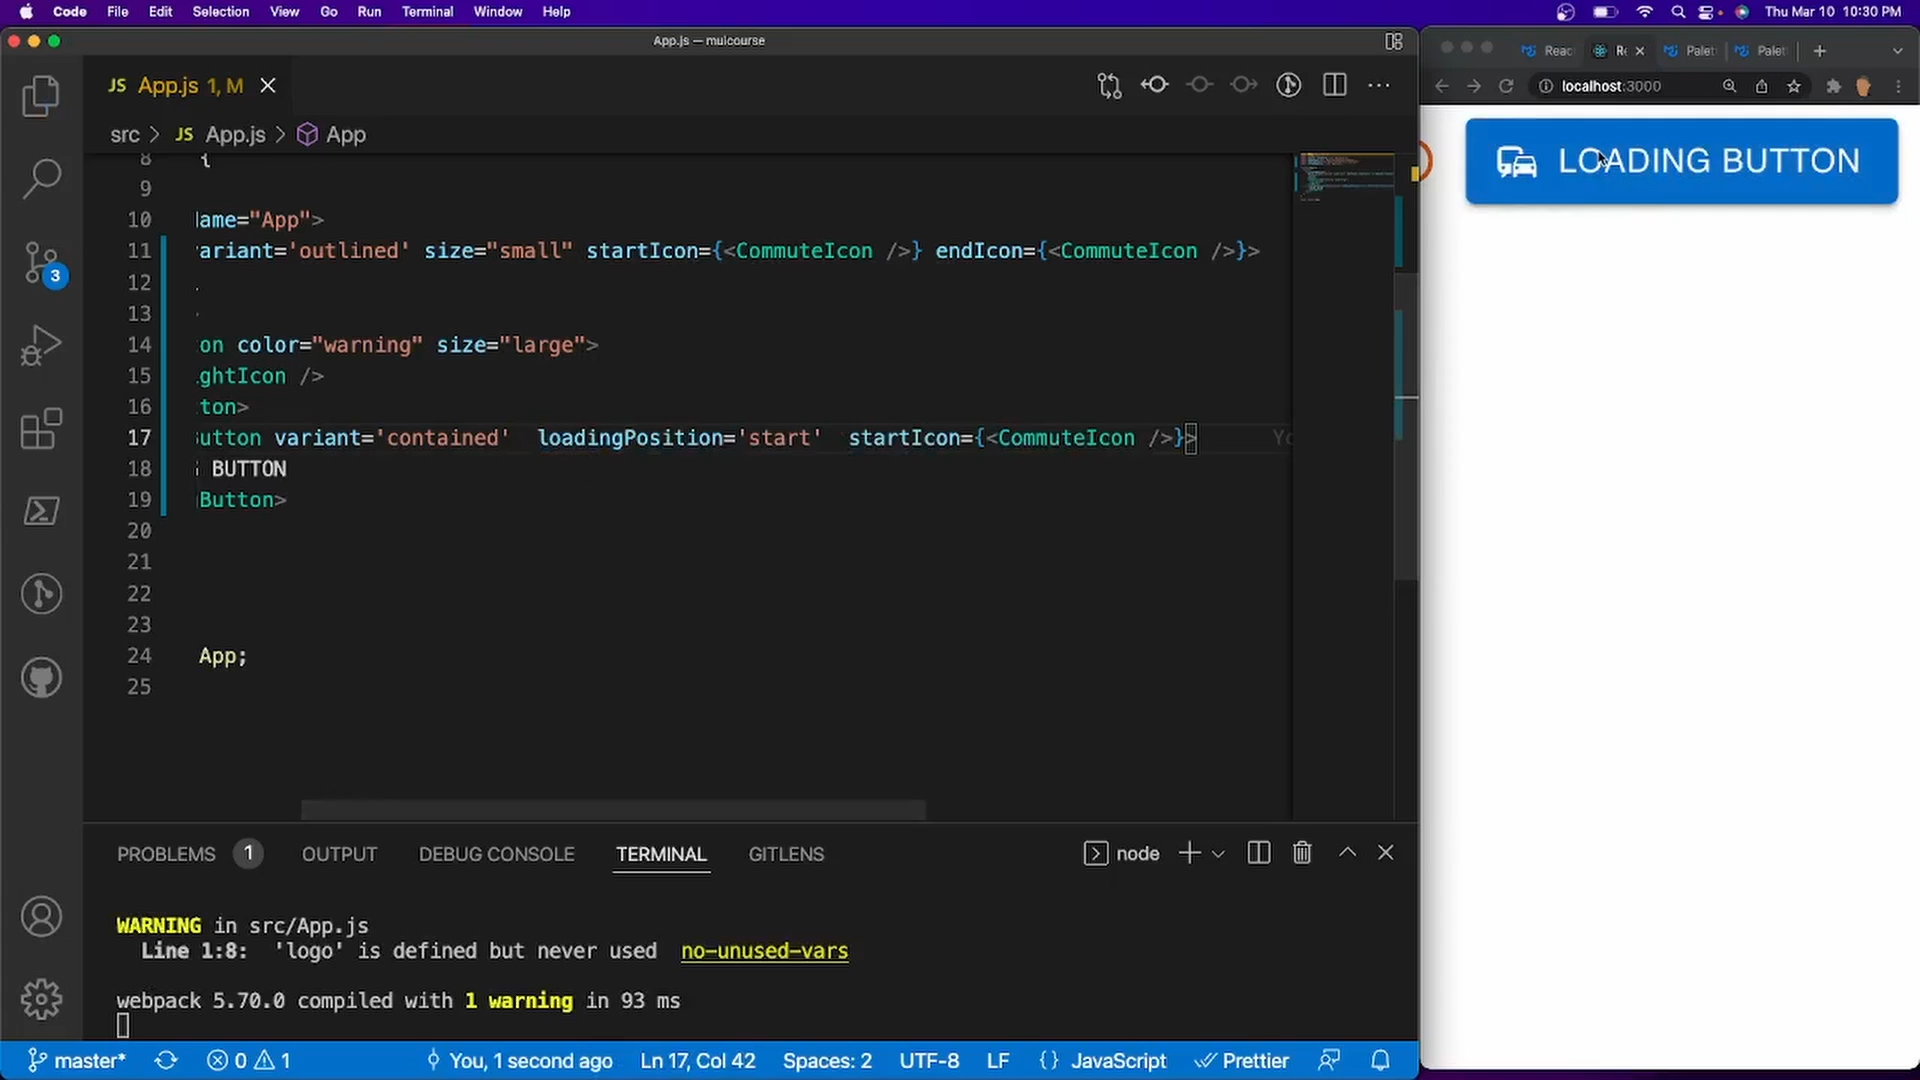 Code File Edit Selection View Go Run Terminal Window Help Thu Mar 10 10:30 PM
App.js — muicourse
JS App.js 1, M
src > JS App.js > App
8 {
9
10 lame="App">
11 ariant='outlined' size="small" startIcon={<CommuteIcon />} endIcon={<CommuteIcon />}>
12
13
14 on color="warning" size="large">
15 ghtIcon />
16 ton>
17 utton variant='contained' loadingPosition='start' startIcon={<CommuteIcon />}>
18 BUTTON
19 Button>
20
21
22
23
24 App;
25
3
PROBLEMS 1 OUTPUT DEBUG CONSOLE TERMINAL GITLENS
node
WARNING in src/App.js
Line 1:8: 'logo' is defined but never used no-unused-vars
webpack 5.70.0 compiled with 1 warning in 93 ms
master* 0 1 You, 1 second ago Ln 17, Col 42 Spaces: 2 UTF-8 LF {} JavaScript Prettier
Reac Re Palet Palet
localhost:3000
LOADING BUTTON